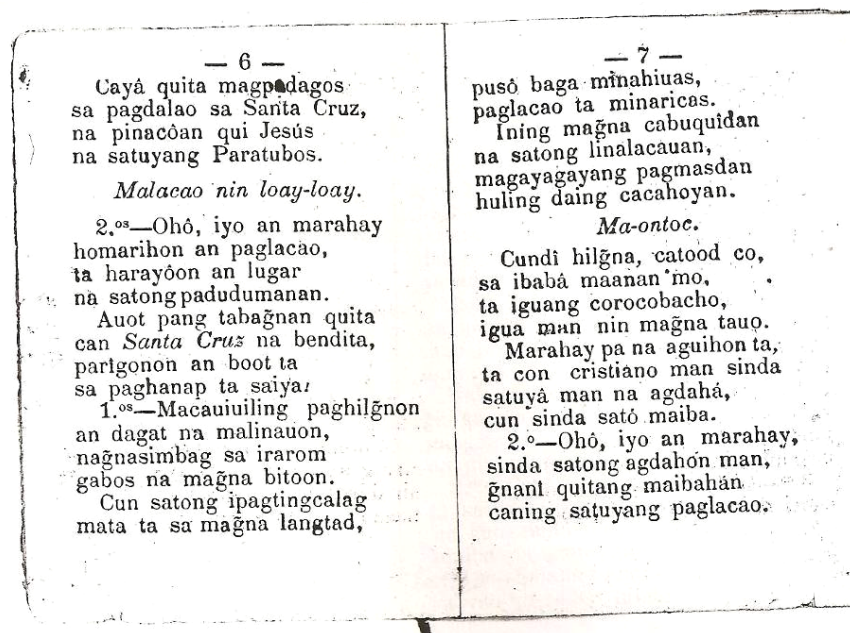 — 6 —
Cayâ quita magpadagos
sa pagdalao sa Santa Cruz,
na pinacôan qui Jesús
na satuyang Paratubos.
Malacao nin loay-loay.
2.ºˢ—Ohô, iyo an marahay
homarihon an paglacao,
ta harayôon an lugar
na satong padudumanan.
Auot pang tabag̃nan quita
can Santa Cruz na bendita,
parigonon an boot ta
sa paghanap ta saiya:
1.ºˢ—Macauiuiling paghilg̃non
an dagat na malinauon,
nag̃nasimbag sa irarom
gabos na mag̃na bitoon.
Cun satong ipagtingcalag
mata ta sa mag̃na langtad,
— 7 —
pusô baga minahiuas,
paglacao ta minaricas.
Ining mag̃na cabuquîdan
na satong linalacauan,
magayagayang pagmasdan
huling daing cacahoyan.
Ma-ontoc.
Cundî hilg̃na, catood co,
sa ibabâ maanan mo,
ta iguang corocobacho,
igua man nin mag̃na tauo.
Marahay pa na aguihon ta,
ta con cristiano man sinda
satuyâ man na agdahá,
cun sinda sató maiba.
2.º—Ohô, iyo an marahay,
sinda satong agdahón man,
g̃nani quitang maibahán
caning satuyang paglacao.